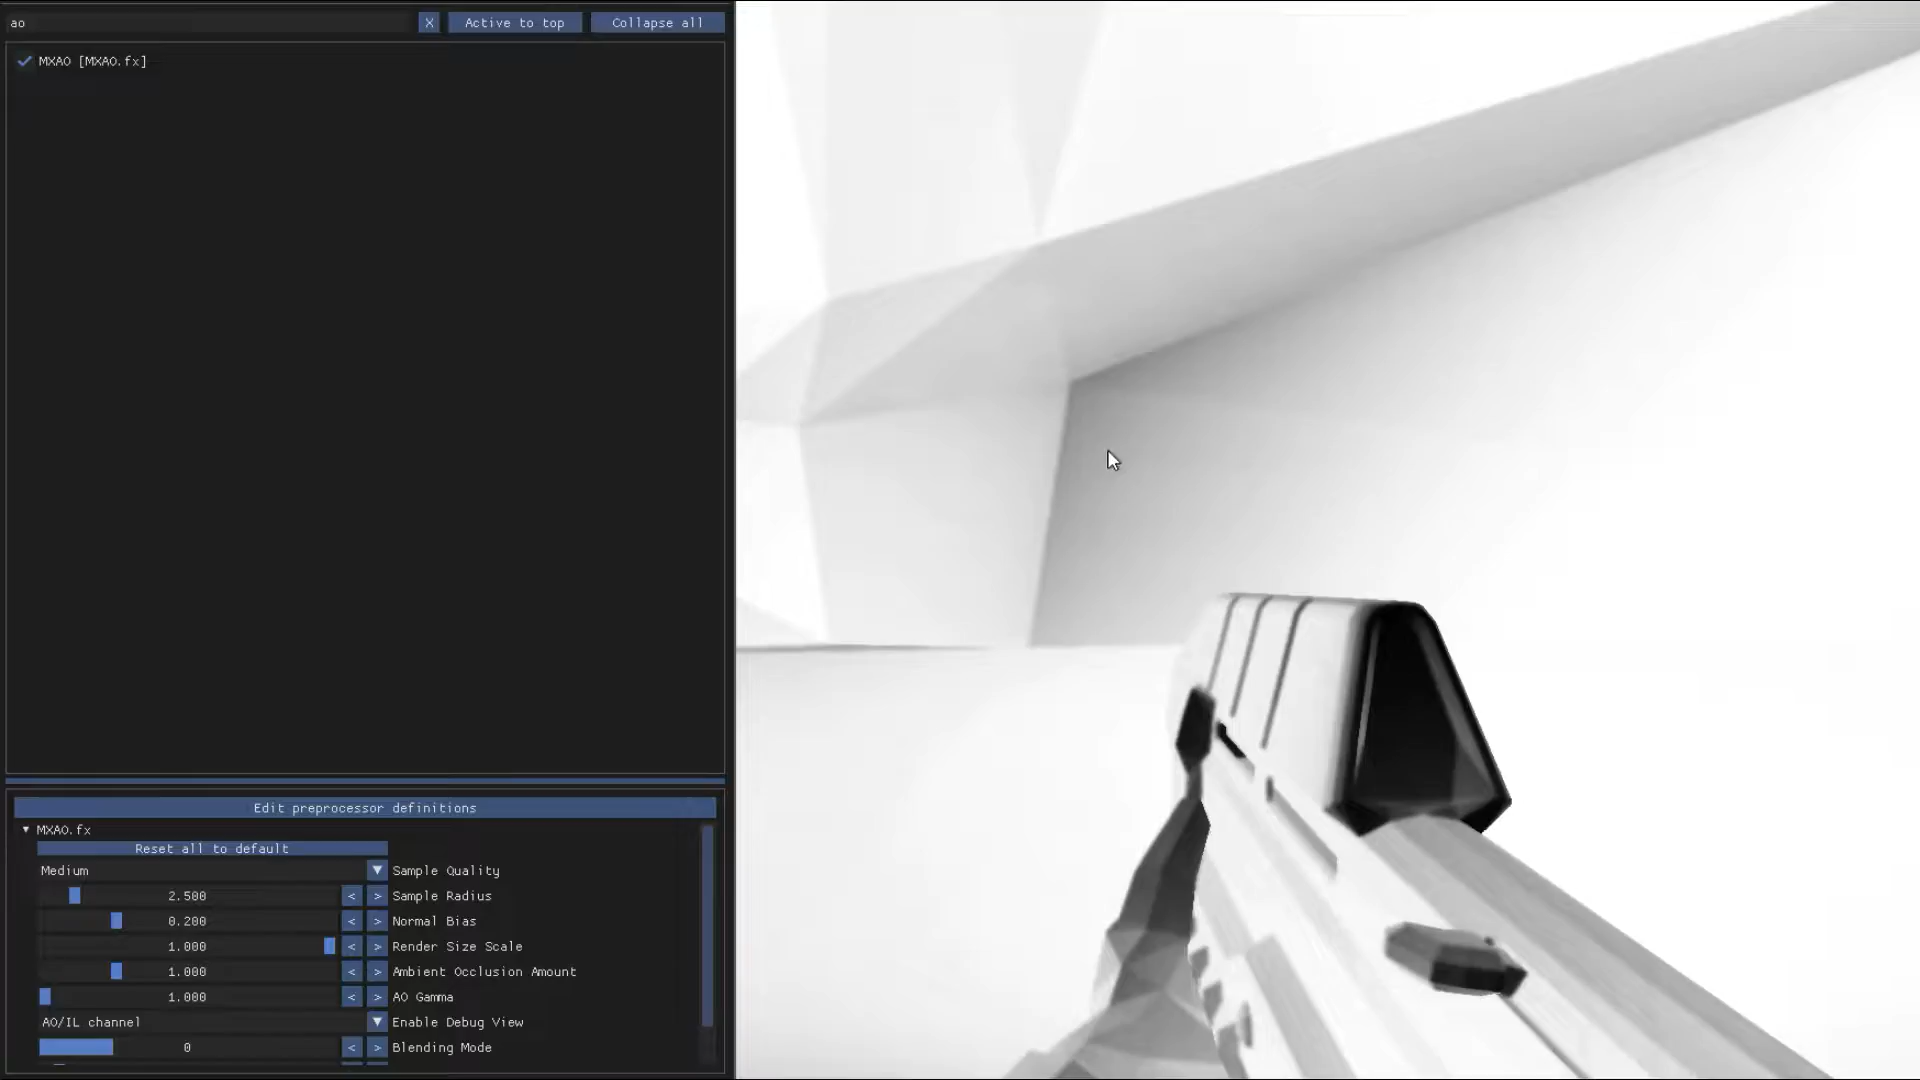 ao X Active to top Collapse all
MXAO [MXAO.fx]
Edit preprocessor definitions
▼ MXAO.fx
Reset all to default
Medium ▼ Sample Quality
2.500 < > Sample Radius
0.200 < > Normal Bias
1.000 < > Render Size Scale
1.000 < > Ambient Occlusion Amount
1.000 < > AO Gamma
AO/IL channel ▼ Enable Debug View
0 < > Blending Mode